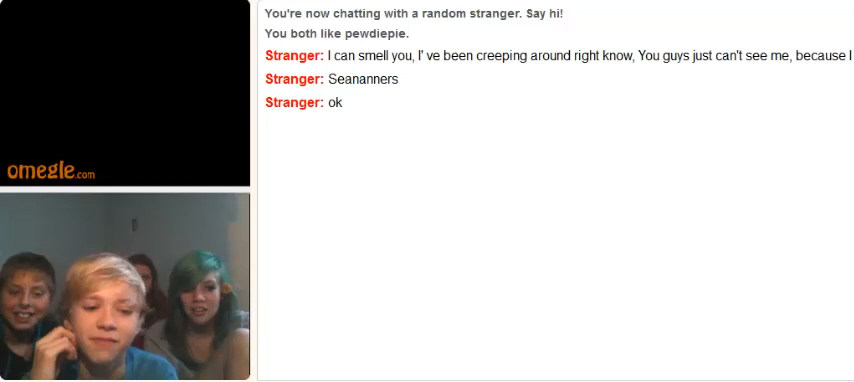 You're now chatting with a random stranger. Say hi!
You both like pewdiepie.
Stranger: I can smell you, I' ve been creeping around right know, You guys just can't see me, because I
Stranger: Seananners
Stranger: ok
omegle.com